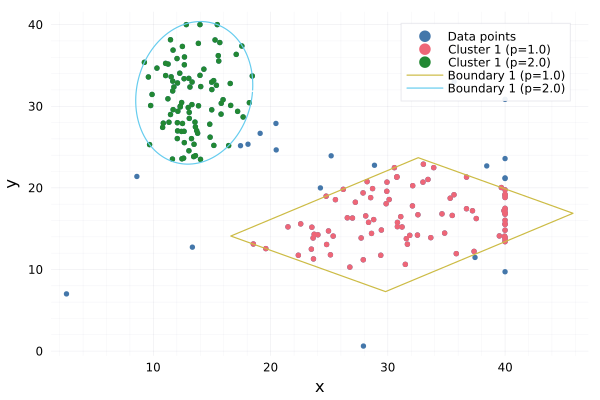 40
30
20
10
0
y
10
20
30
40
x
Data points
Cluster 1 (p=1.0)
Cluster 1 (p=2.0)
Boundary 1 (p=1.0)
Boundary 1 (p=2.0)